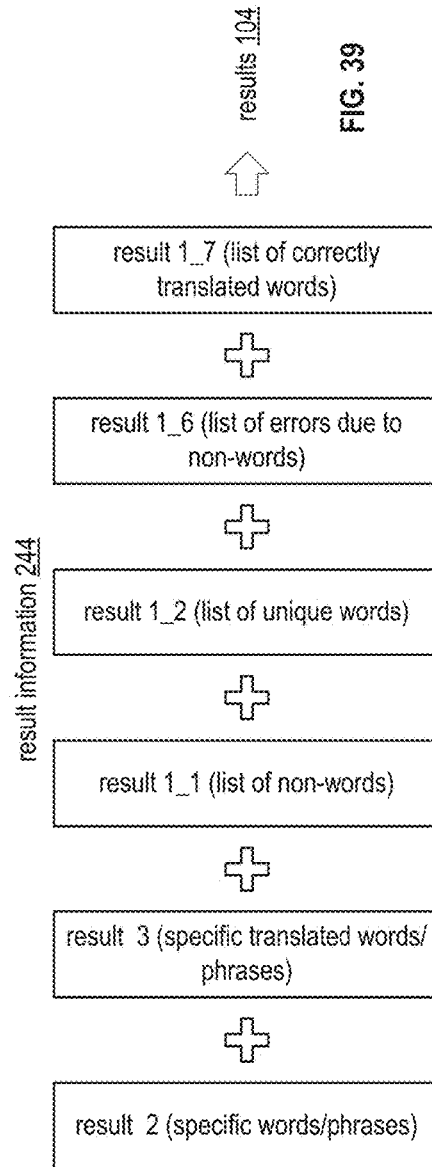 result information 244
result 2 (specific words/phrases)
result 3 (specific translated words/
phrases)
result 1_1 (list of non-words)
result 1_2 (list of unique words)
result 1_6 (list of errors due to
non-words)
result 1_7 (list of correctly
translated words)
results 104
FIG. 39